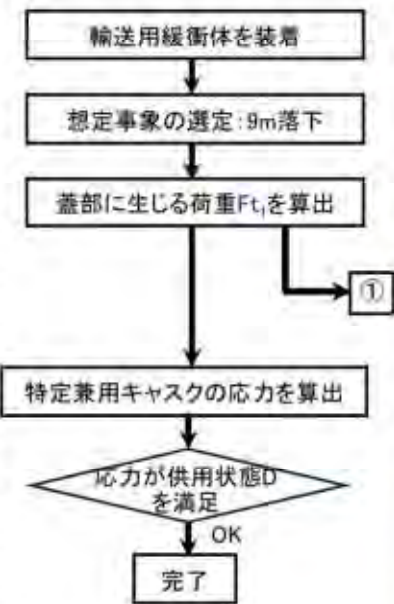 輸送用緩衝体を装着
想定事象の選定:9m落下
蓋部に生じる荷重Ft₁を算出
①
特定兼用キャスクの応力を算出
応力が供用状態D
を満足
OK
完了